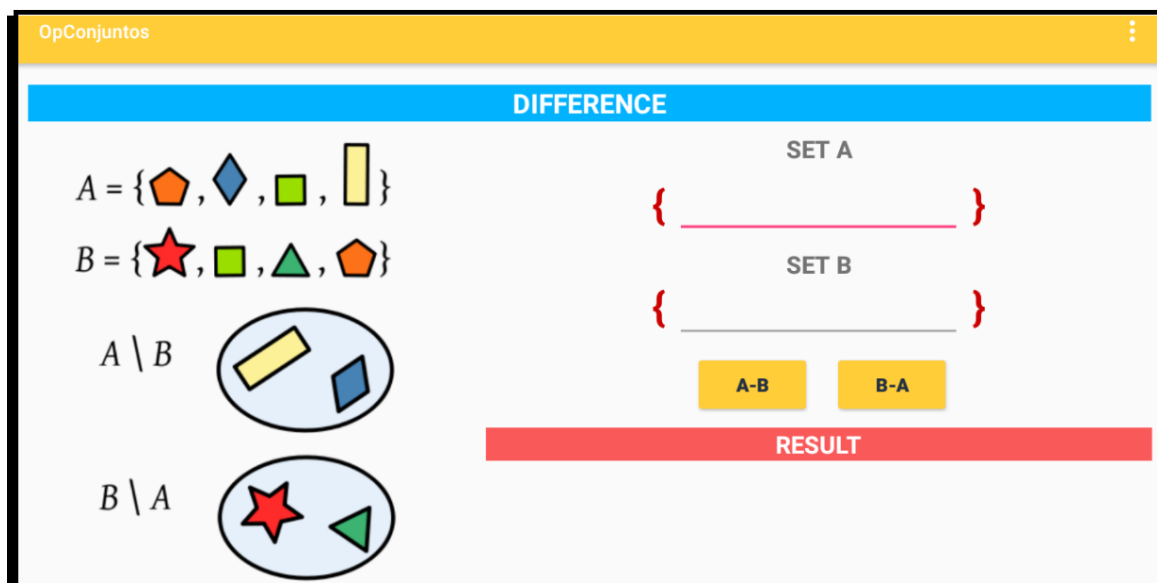 OpConjuntos
DIFFERENCE
A = { , , , }
B = { , , , }
A \ B
B \ A
SET A
{ }
SET B
{ }
A-B B-A
RESULT